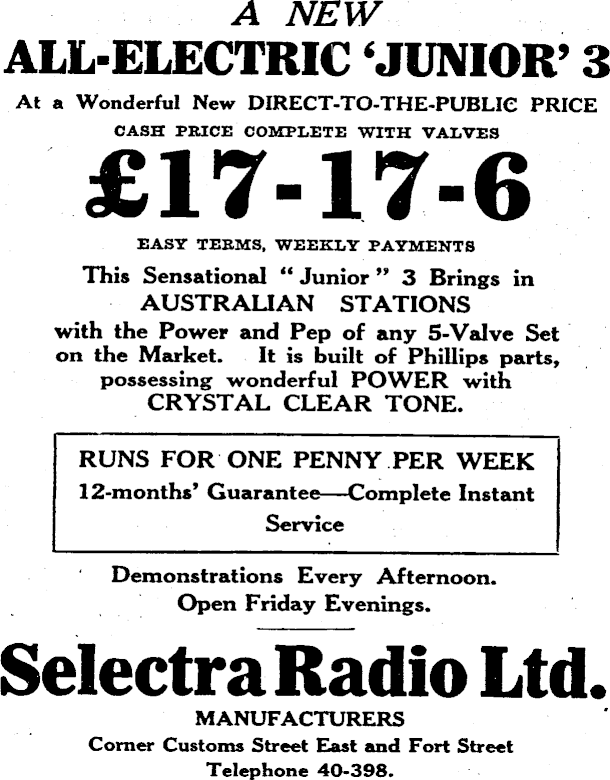 A NEW
ALL-ELECTRIC 'JUNIOR' 3
At a Wonderful New DIRECT-TO-THE-PUBLIC PRICE
CASH PRICE COMPLETE WITH VALVES
£17-17-6
EASY TERMS, WEEKLY PAYMENTS
This Sensational "Junior" 3 Brings in
AUSTRALIAN STATIONS
with the Power and Pep of any 5-Valve Set
on the Market. It is built of Phillips parts,
possessing wonderful POWER with
CRYSTAL CLEAR TONE.
RUNS FOR ONE PENNY PER WEEK
12-months' Guarantee—Complete Instant
Service
Demonstrations Every Afternoon.
Open Friday Evenings.
Selectra Radio Ltd.
MANUFACTURERS
Corner Customs Street East and Fort Street
Telephone 40-398.